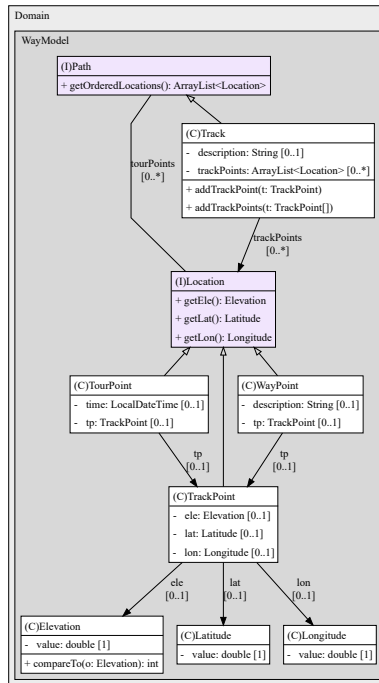 Domain
WayModel
(I)Path
+ getOrderedLocations(): ArrayList<Location>
(C)Track
- description: String [0..1]
- trackPoints: ArrayList<Location> [0..*]
+ addTrackPoint(t: TrackPoint)
+ addTrackPoints(t: TrackPoint[])
tourPoints
[0..*]
trackPoints
[0..*]
(I)Location
+ getEle(): Elevation
+ getLat(): Latitude
+ getLon(): Longitude
(C)TourPoint
- time: LocalDateTime [0..1]
- tp: TrackPoint [0..1]
(C)WayPoint
- description: String [0..1]
- tp: TrackPoint [0..1]
tp
[0..1]
tp
[0..1]
(C)TrackPoint
- ele: Elevation [0..1]
- lat: Latitude [0..1]
- lon: Longitude [0..1]
ele
[0..1]
lat
[0..1]
lon
[0..1]
(C)Elevation
- value: double [1]
+ compareTo(o: Elevation): int
(C)Latitude
- value: double [1]
(C)Longitude
- value: double [1]